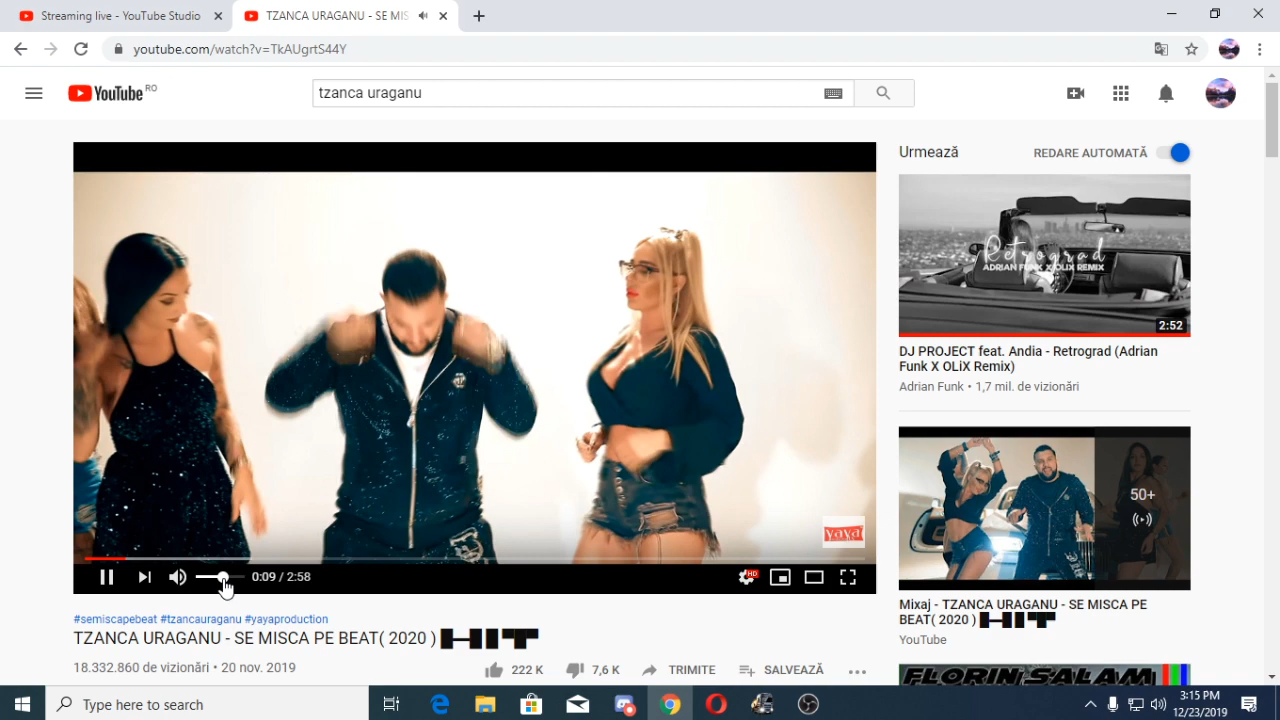 Streaming live - YouTube Studio
TZANCA URAGANU - SE MIS
youtube.com/watch?v=TkAUgrtS44Y
YouTube RO
tzanca uraganu
Urmează
REDARE AUTOMATĂ
Retrograd
ADRIAN FUNK X OLIX REMIX
2:52
DJ PROJECT feat. Andia - Retrograd (Adrian
Funk X OLiX Remix)
Adrian Funk • 1,7 mil. de vizionări
50+
Mixaj - TZANCA URAGANU - SE MISCA PE
BEAT( 2020 ) █▬█ █ ▀█▀
YouTube
FLORIN SALAM
yaya!
0:09 / 2:58
HD
#semiscapebeat #tzancauraganu #yayaproduction
TZANCA URAGANU - SE MISCA PE BEAT( 2020 ) █▬█ █ ▀█▀
18.332.860 de vizionări • 20 nov. 2019
222 K
7,6 K
TRIMITE
SALVEAZĂ
Type here to search
3:15 PM
12/23/2019